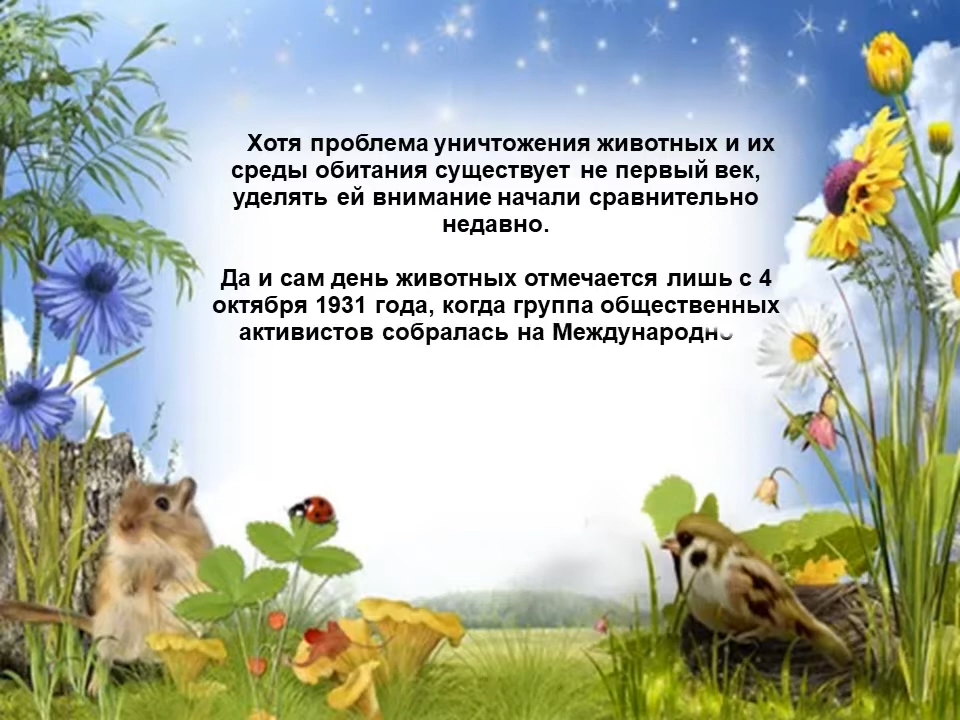 Хотя проблема уничтожения животных и их
среды обитания существует не первый век,
уделять ей внимание начали сравнительно
недавно.
Да и сам день животных отмечается лишь с 4
октября 1931 года, когда группа общественных
активистов собралась на